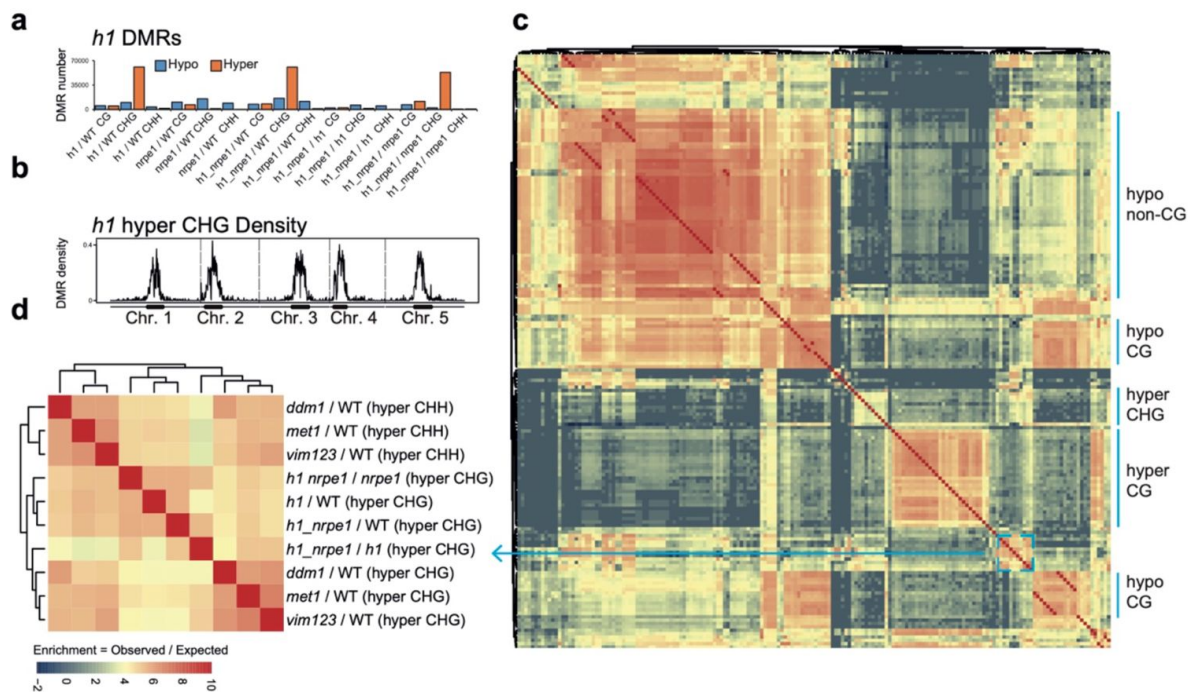 a
h1 DMRs
DMR number
70000
35000
0
Hypo
Hyper
h1 / WT CG
h1 / WT CHG
h1 / WT CHH
nrpe1 / WT CG
nrpe1 / WT CHG
nrpe1 / WT CHH
h1_nrpe1 / WT CG
h1_nrpe1 / WT CHG
h1_nrpe1 / WT CHH
h1_nrpe1 / h1 CG
h1_nrpe1 / h1 CHG
h1_nrpe1 / h1 CHH
h1_nrpe1 / nrpe1 CG
h1_nrpe1 / nrpe1 CHG
h1_nrpe1 / nrpe1 CHH
b
h1 hyper CHG Density
DMR density
0.4
0
Chr. 1
Chr. 2
Chr. 3
Chr. 4
Chr. 5
c
hypo
non-CG
hypo
CG
hyper
CHG
hyper
CG
hypo
CG
d
ddm1 / WT (hyper CHH)
met1 / WT (hyper CHH)
vim123 / WT (hyper CHH)
h1 nrpe1 / nrpe1 (hyper CHG)
h1 / WT (hyper CHG)
h1_nrpe1 / WT (hyper CHG)
h1_nrpe1 / h1 (hyper CHG)
ddm1 / WT (hyper CHG)
met1 / WT (hyper CHG)
vim123 / WT (hyper CHG)
Enrichment = Observed / Expected
-2
0
2
4
6
8
10